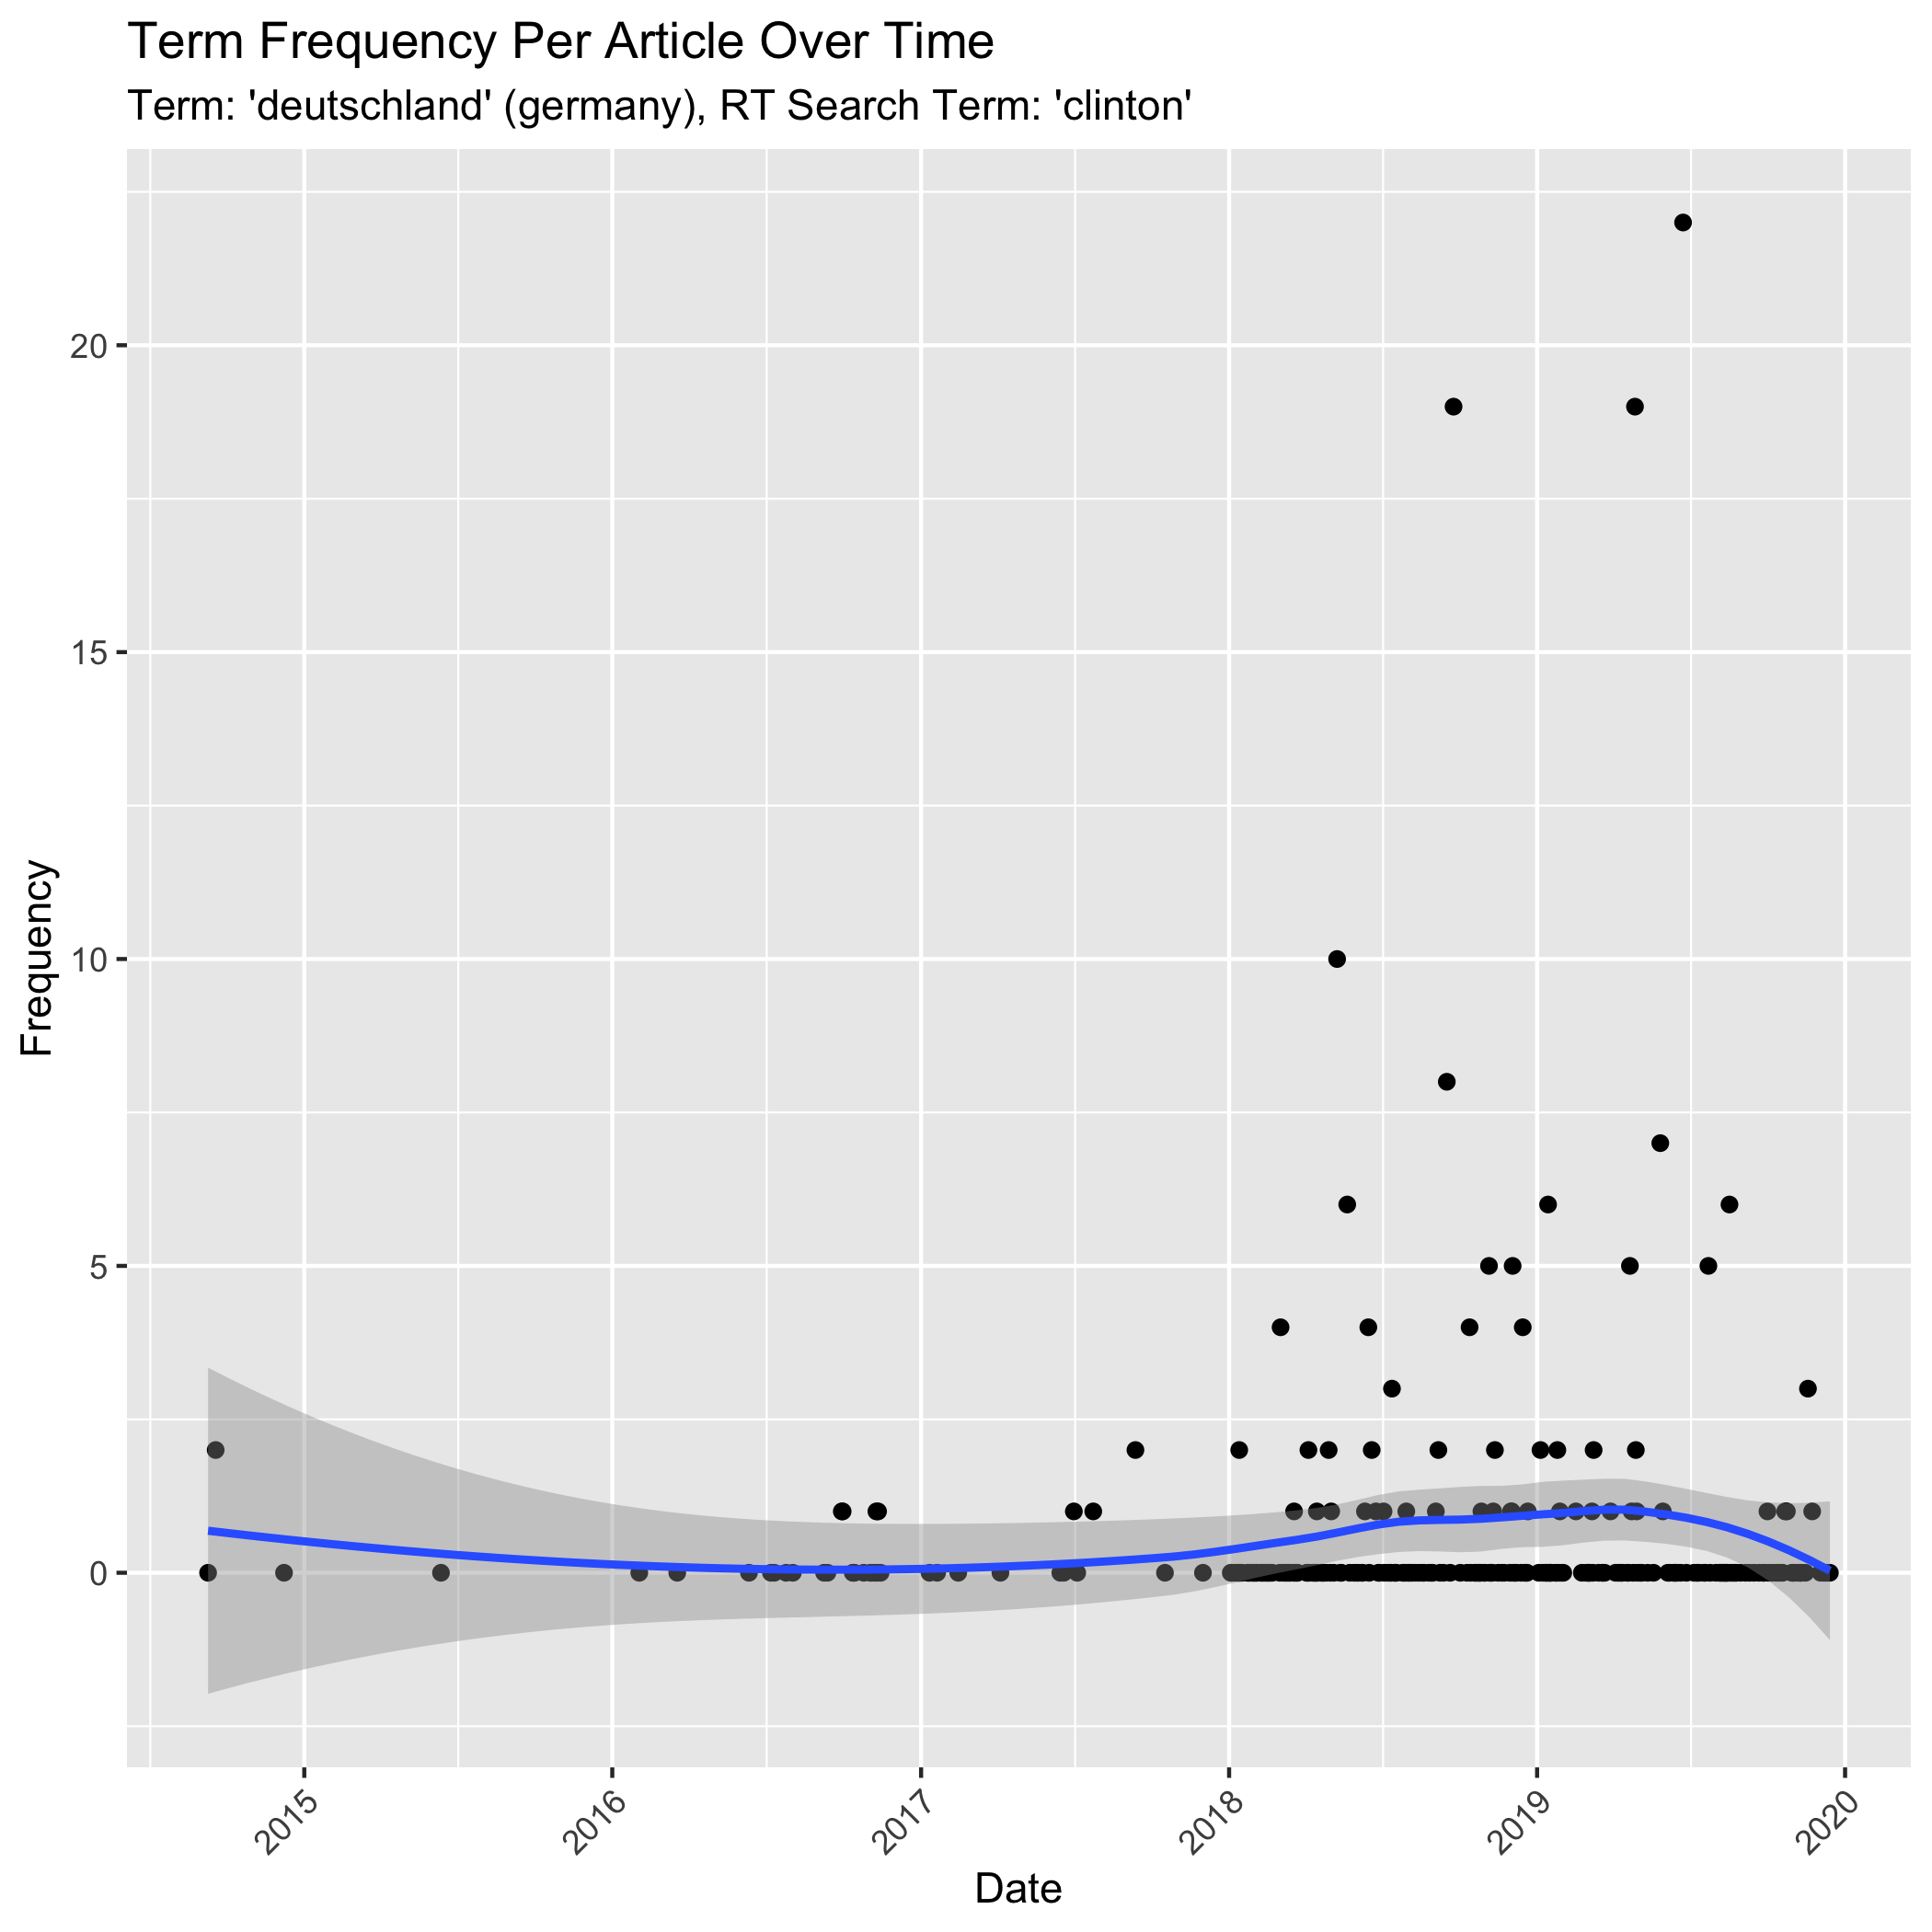 Term Frequency Per Article Over Time
Term: 'deutschland' (germany), RT Search Term: 'clinton'
Frequency
20
15
10
5
0
2015
2016
2017
2018
2019
2020
Date